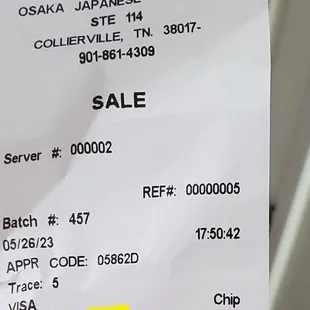 OSAKA JAPANESE
STE 114
COLLIERVILLE, TN. 38017-
901-861-4309
SALE
Server #: 000002
REF#: 00000005
Batch #: 457
05/26/23 17:50:42
APPR CODE: 05862D
Trace: 5
VISA Chip